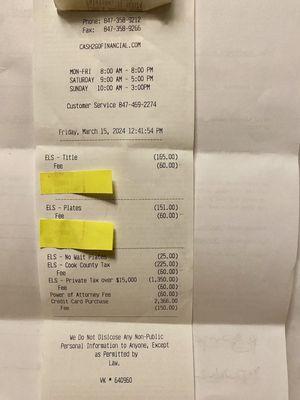 Phone: 847-358-9212
Fax: 847-358-9266
CASH2GOFINANCIAL.COM
MON-FRI 8:00 AM - 8:00 PM
SATURDAY 9:00 AM - 5:00 PM
SUNDAY 10:00 AM - 3:00PM
Customer Service 847-469-2274
Friday, March 15, 2024 12:41:54 PM
ELS - Title (165.00)
Fee (60.00)
ELS - Plates (151.00)
Fee (60.00)
ELS - No Wait Plates (25.00)
ELS - Cook County Tax (225.00)
Fee (60.00)
ELS - Private Tax over $15,000 (1,350.00)
Fee (60.00)
Power of Attorney Fee (60.00)
Credit Card Purchase 2,366.00
Fee (150.00)
We Do Not Disclose Any Non-Public
Personal Information to Anyone, Except
as Permitted by
Law.
VK * 640960